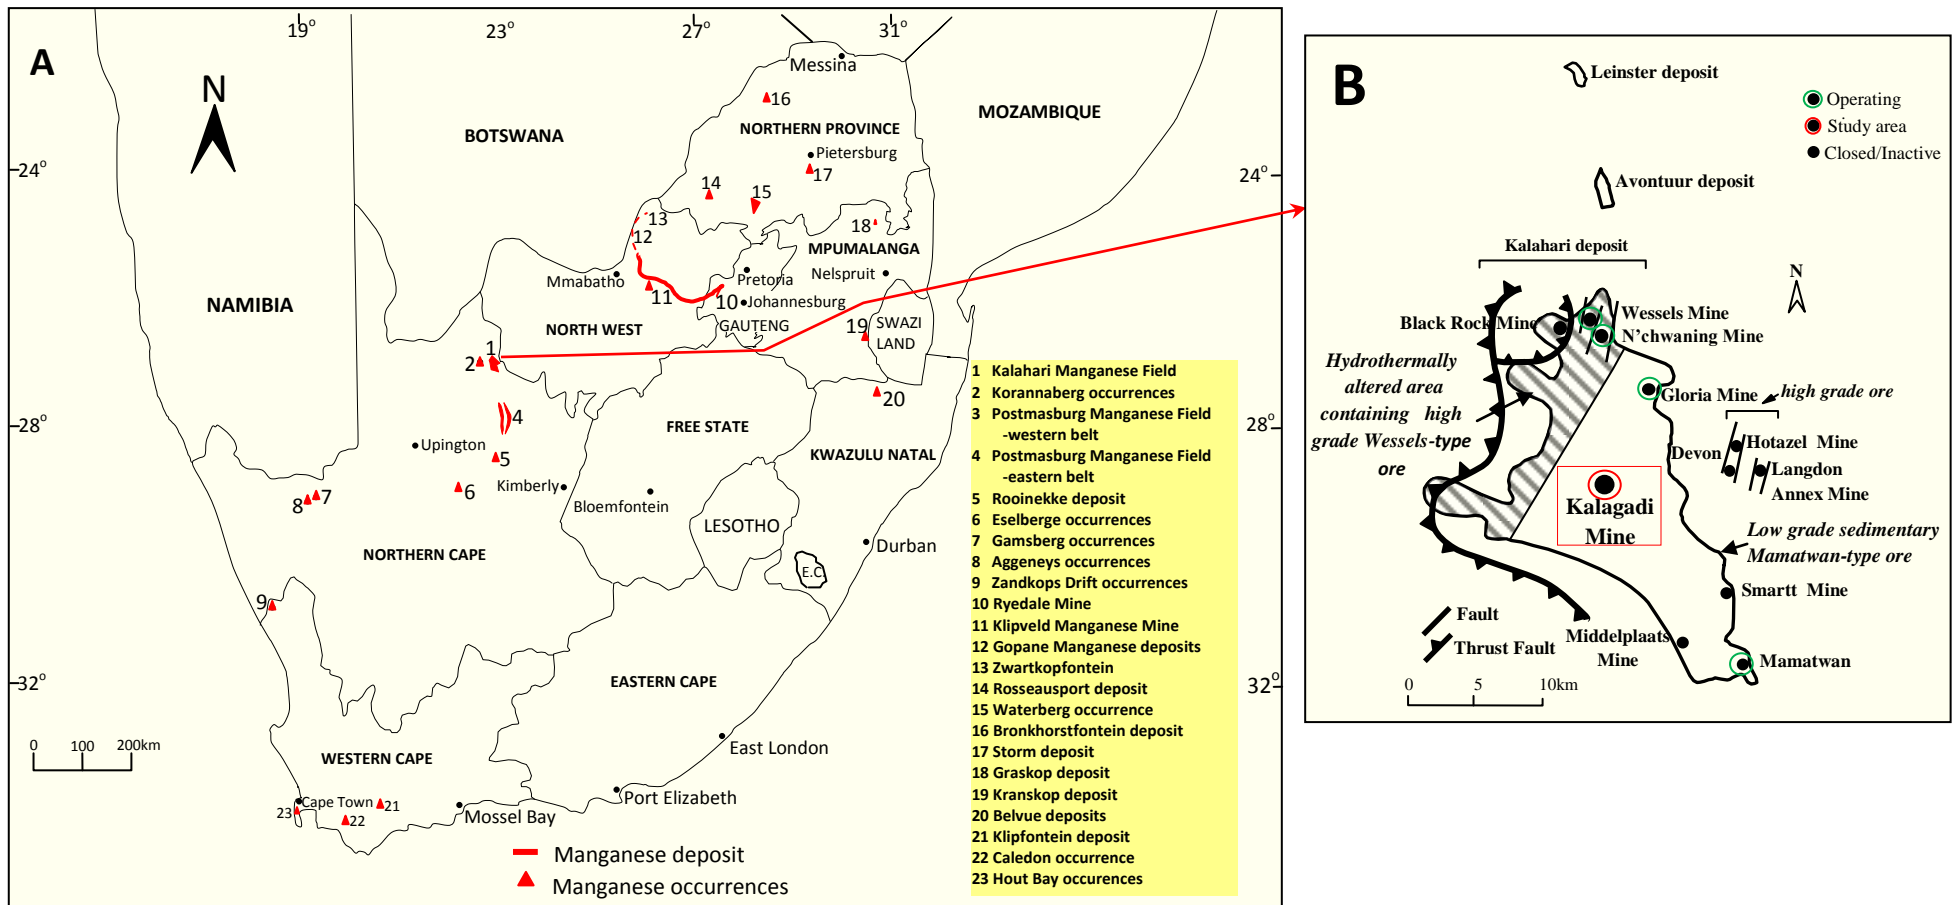 A
19°
23°
27°
31°
N
Messina
16
BOTSWANA
NORTHERN PROVINCE
MOZAMBIQUE
Pietersburg
24°
17
24°
14
15
13
12
18
MPUMALANGA
Mmabatho
Pretoria
Nelspruit
NAMIBIA
11
10
Johannesburg
NORTH WEST
GAUTENG
19
SWAZI
LAND
1
2
20
28°
4
28°
FREE STATE
Upington
KWAZULU NATAL
5
Kimberly
6
8
7
Bloemfontein
LESOTHO
Durban
NORTHERN CAPE
E.C.
9
32°
EASTERN CAPE
32°
0 100 200km
East London
WESTERN CAPE
Port Elizabeth
Cape Town
21
23
22
Mossel Bay
Manganese deposit
Manganese occurrences
1 Kalahari Manganese Field
2 Korannaberg occurrences
3 Postmasburg Manganese Field
-western belt
4 Postmasburg Manganese Field
-eastern belt
5 Rooinekke deposit
6 Eselberge occurrences
7 Gamsberg occurrences
8 Aggeneys occurrences
9 Zandkops Drift occurrences
10 Ryedale Mine
11 Klipveld Manganese Mine
12 Gopane Manganese deposits
13 Zwartkopfontein
14 Rosseausport deposit
15 Waterberg occurrence
16 Bronkhorstfontein deposit
17 Storm deposit
18 Graskop deposit
19 Kranskop deposit
20 Belvue deposits
21 Klipfontein deposit
22 Caledon occurrence
23 Hout Bay occurences
B
Leinster deposit
Operating
Study area
Closed/Inactive
Avontuur deposit
Kalahari deposit
N
Wessels Mine
Black Rock Mine
N'chwaning Mine
Hydrothermally
altered area
containing high
grade Wessels-type
ore
Gloria Mine
high grade ore
Hotazel Mine
Devon
Langdon
Annex Mine
Kalagadi
Mine
Low grade sedimentary
Mamatwan-type ore
Smartt Mine
Fault
Thrust Fault
Middelplaats
Mine
Mamatwan
0 5 10km